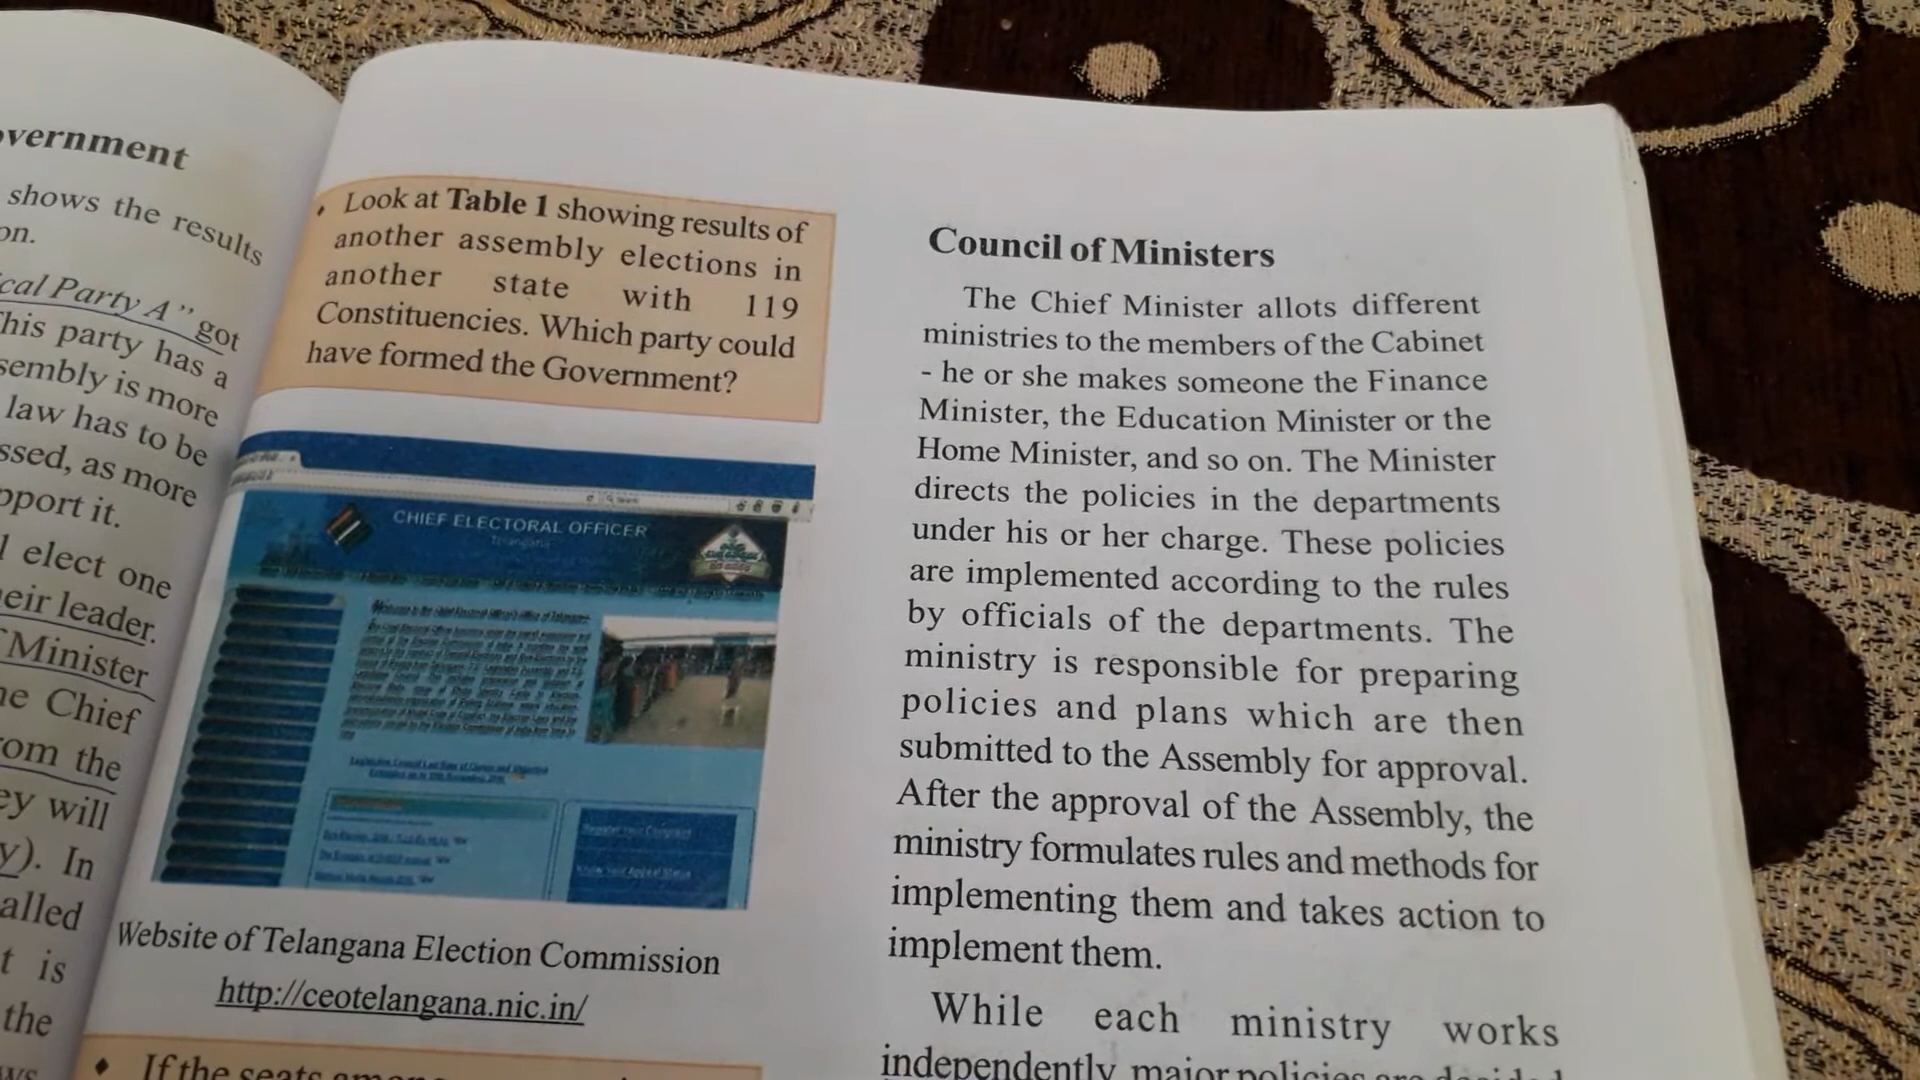 overnment
shows the results
on.
cal Party A" got
his party has a
sembly is more
law has to be
ssed, as more
pport it.
l elect one
eir leader.
Minister
he Chief
om the
ey will
y). In
alled
t is
the
Look at Table 1 showing results of
another assembly elections in
another state with 119
Constituencies. Which party could
have formed the Government?
CHIEF ELECTORAL OFFICER
Telangana
Website of Telangana Election Commission
http://ceotelangana.nic.in/
If the seats
Council of Ministers
The Chief Minister allots different
ministries to the members of the Cabinet
- he or she makes someone the Finance
Minister, the Education Minister or the
Home Minister, and so on. The Minister
directs the policies in the departments
under his or her charge. These policies
are implemented according to the rules
by officials of the departments. The
ministry is responsible for preparing
policies and plans which are then
submitted to the Assembly for approval.
After the approval of the Assembly, the
ministry formulates rules and methods for
implementing them and takes action to
implement them.
While each ministry works
independently major policies are decided